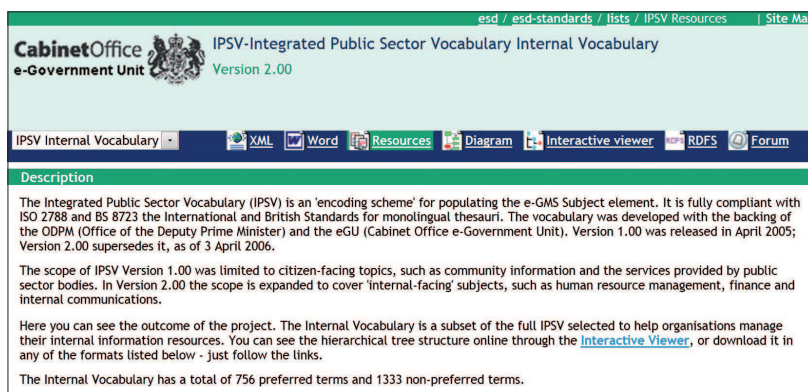 esd / esd-standards / lists / IPSV Resources | Site Ma
CabinetOffice
e-Government Unit
IPSV-Integrated Public Sector Vocabulary Internal Vocabulary
Version 2.00
IPSV Internal Vocabulary XML Word Resources Diagram Interactive viewer RDFS Forum
Description
The Integrated Public Sector Vocabulary (IPSV) is an 'encoding scheme' for populating the e-GMS Subject element. It is fully compliant with
ISO 2788 and BS 8723 the International and British Standards for monolingual thesauri. The vocabulary was developed with the backing of
the ODPM (Office of the Deputy Prime Minister) and the eGU (Cabinet Office e-Government Unit). Version 1.00 was released in April 2005;
Version 2.00 supersedes it, as of 3 April 2006.
The scope of IPSV Version 1.00 was limited to citizen-facing topics, such as community information and the services provided by public
sector bodies. In Version 2.00 the scope is expanded to cover 'internal-facing' subjects, such as human resource management, finance and
internal communications.
Here you can see the outcome of the project. The Internal Vocabulary is a subset of the full IPSV selected to help organisations manage
their internal information resources. You can see the hierarchical tree structure online through the Interactive Viewer, or download it in
any of the formats listed below - just follow the links.
The Internal Vocabulary has a total of 756 preferred terms and 1333 non-preferred terms.